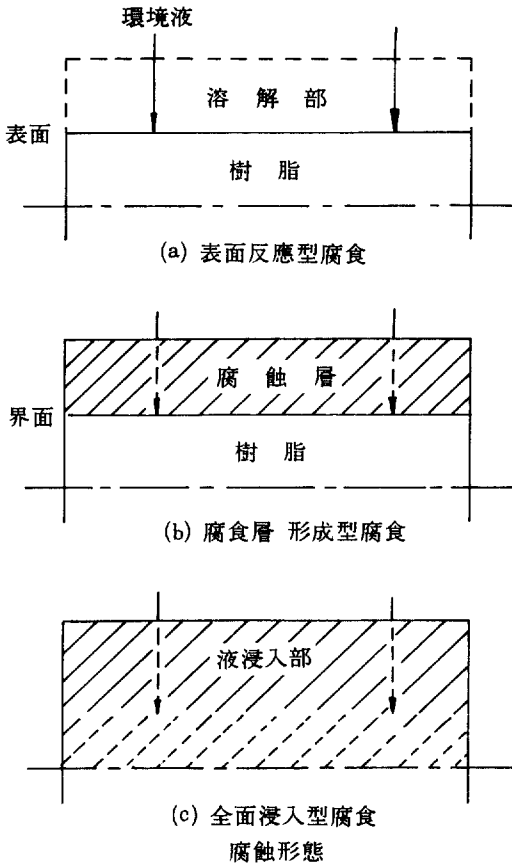 環境液
溶解部
表面
樹脂
(a) 表面反應型腐食
腐蝕層
界面
樹脂
(b) 腐食層 形成型腐食
液浸入部
(c) 全面浸入型腐食
腐蝕形態